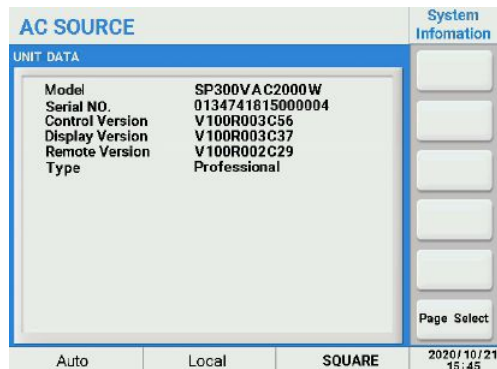 AC SOURCE
System
Infomation
UNIT DATA
Model SP300VAC2000W
Serial NO. 0134741815000004
Control Version V100R003C56
Display Version V100R003C37
Remote Version V100R002C29
Type Professional
Page Select
Auto Local SQUARE 2020/10/21
15:45